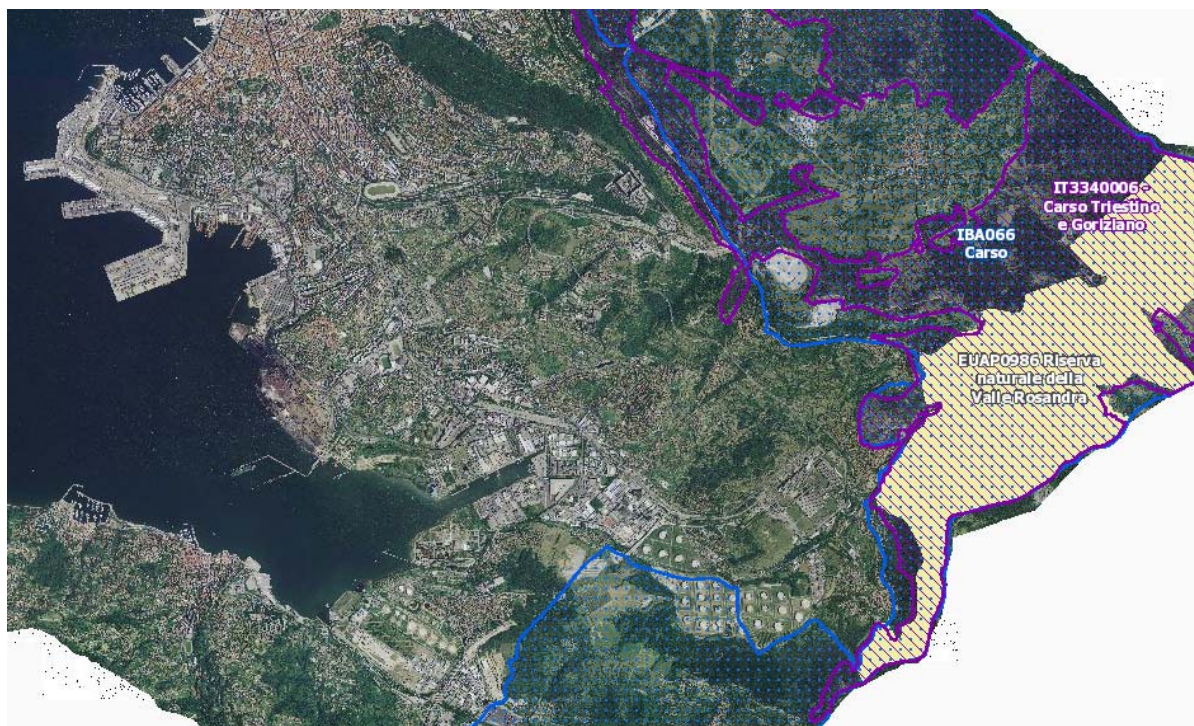 IT3340006 -
Carso Triestino
e Goriziano
IBA066
Carso
EUAP0986 Riserva
naturale della
Valle Rosandra